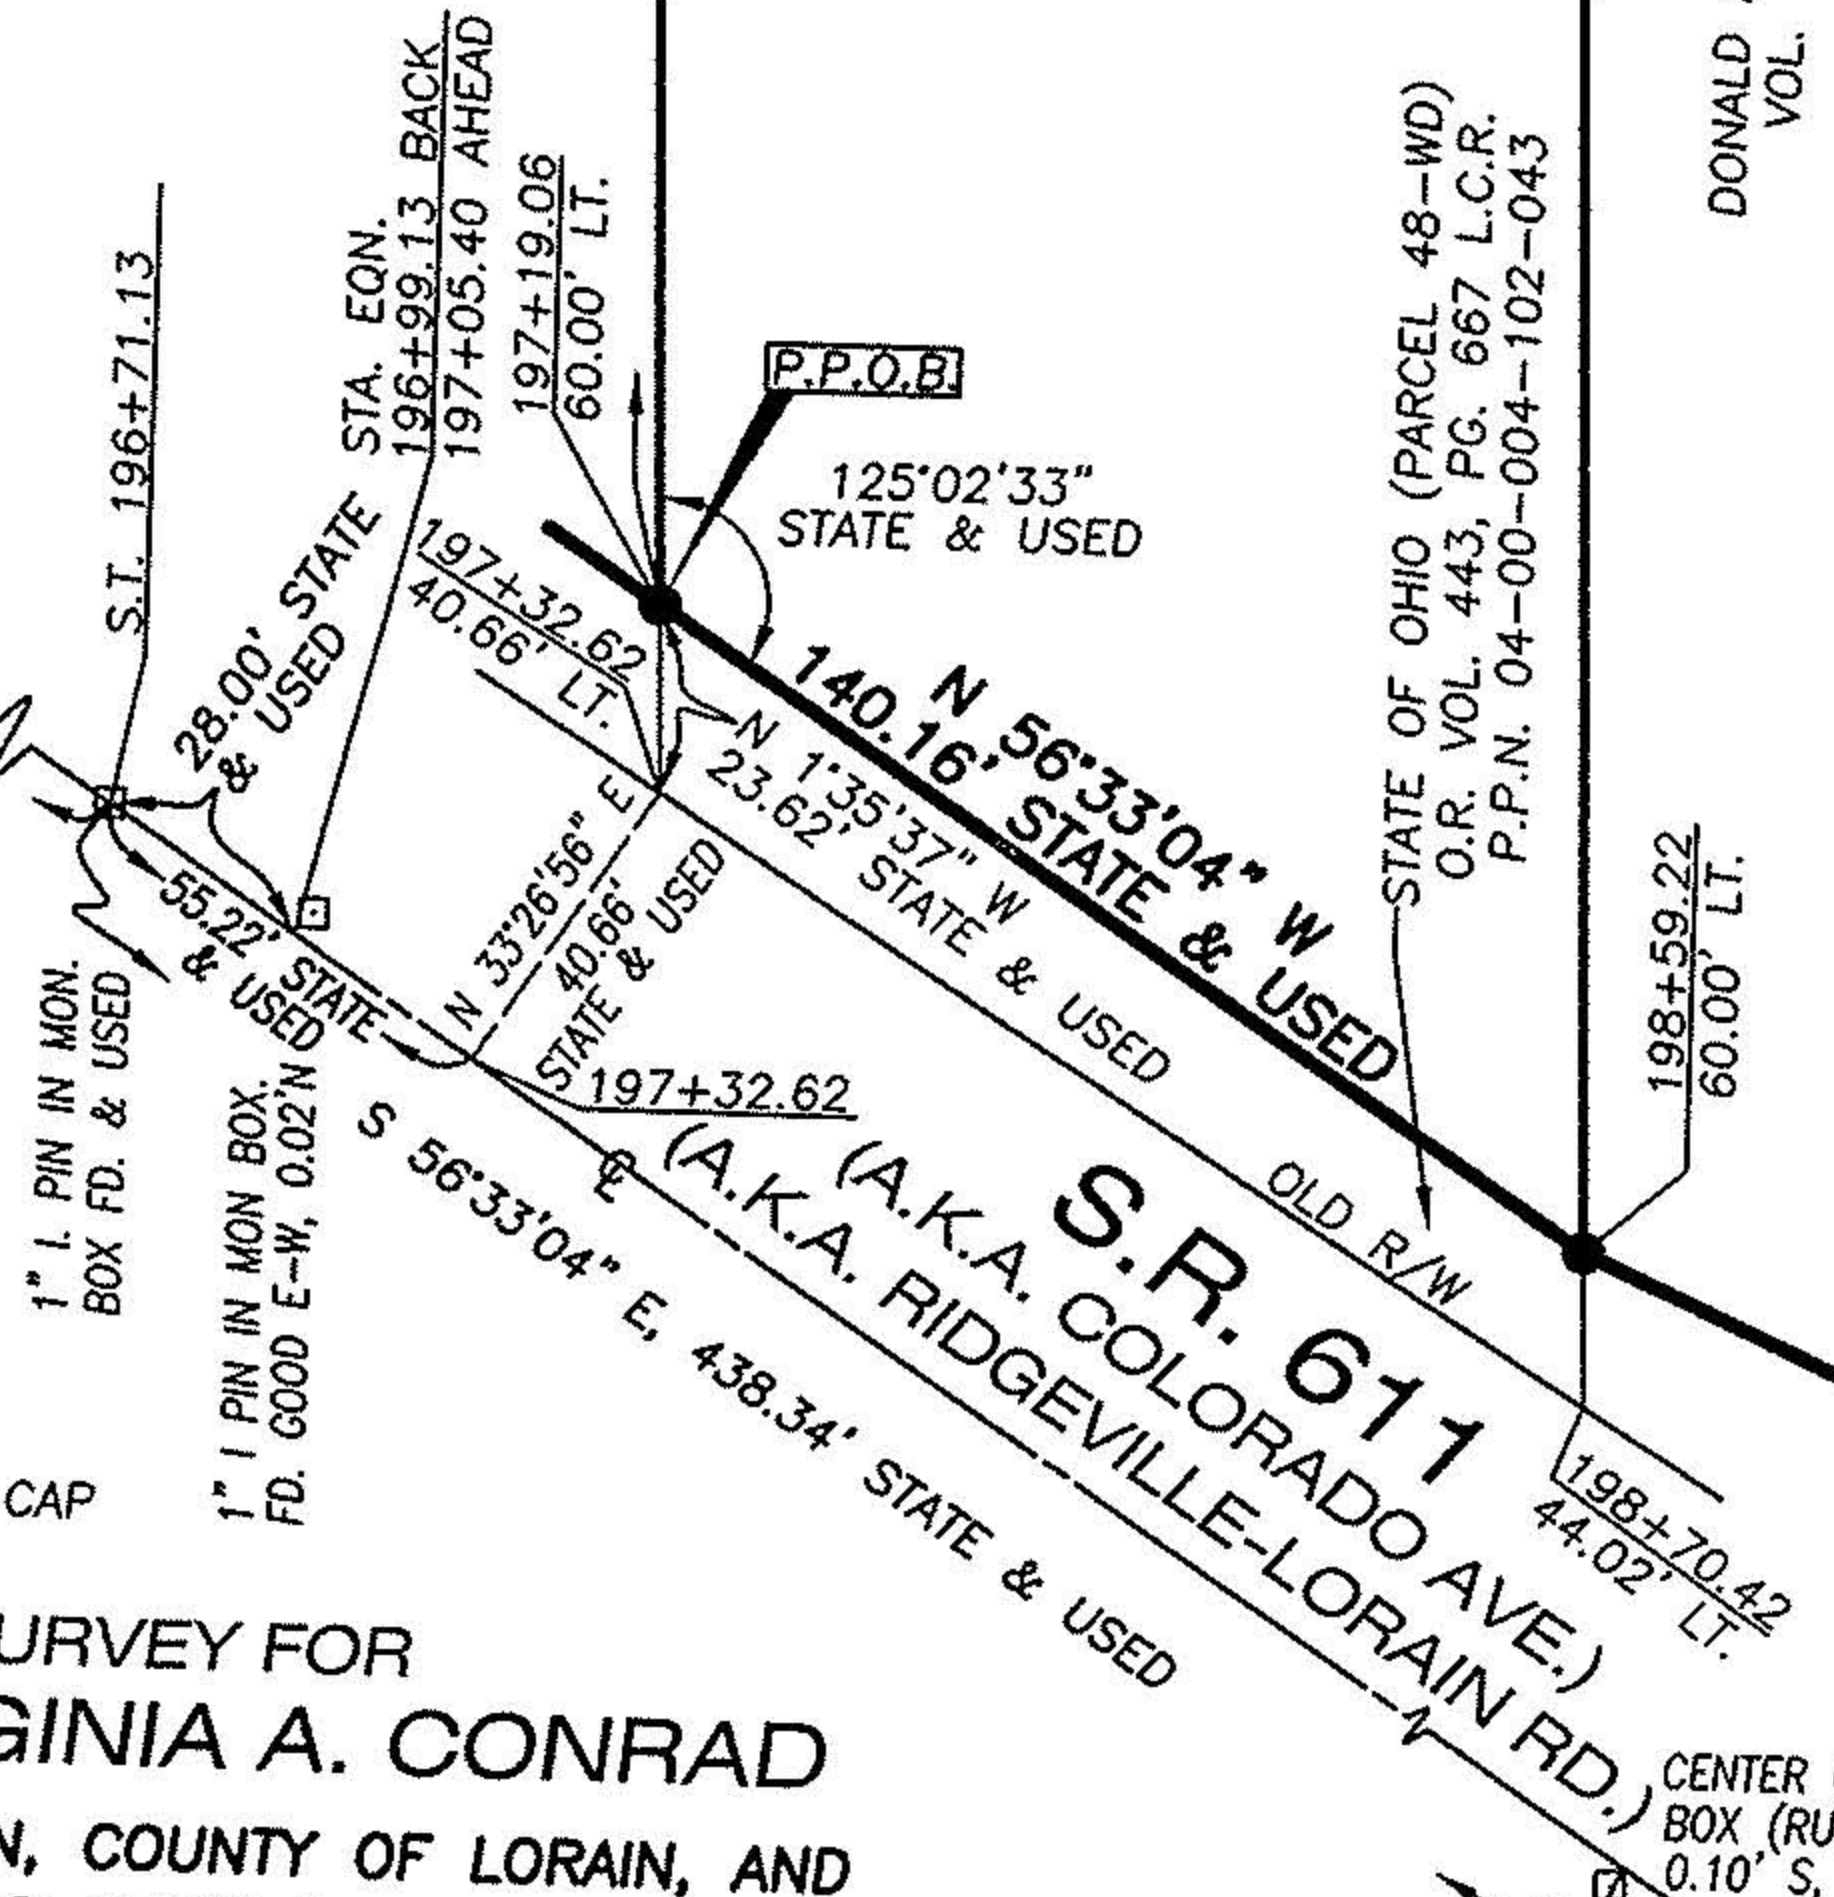 S.T. 196+71.13
STA. EQN.
196+99.13 BACK
197+05.40 AHEAD
197+19.06
60.00' LT.
P.P.O.B.
125°02'33"
STATE & USED
DONALD
VOL.
STATE OF OHIO (PARCEL 48-WD)
O.R. VOL. 443, PG. 667 L.C.R.
P.P.N. 04-00-004-102-043
28.00' STATE
& USED
197+32.62
40.66' LT.
N 56°33'04" W
140.16' STATE & USED
N 1°35'37" W
23.62' STATE & USED
N 33°26'56" E
40.66'
STATE & USED
55.22' STATE
& USED
198+59.22
60.00' LT.
1" I. PIN IN MON.
BOX FD. & USED
1" I PIN IN MON BOX.
FD. GOOD E-W, 0.02'N
197+32.62
OLD R/W
S.R. 611
(A.K.A. COLORADO AVE.)
(A.K.A. RIDGEVILLE-LORAIN RD.)
S 56°33'04" E, 438.34' STATE & USED
198+70.42
44.02' LT.
CAP
URVEY FOR
GINIA A. CONRAD
N, COUNTY OF LORAIN, AND
CENTER
BOX (RU
0.10' S.